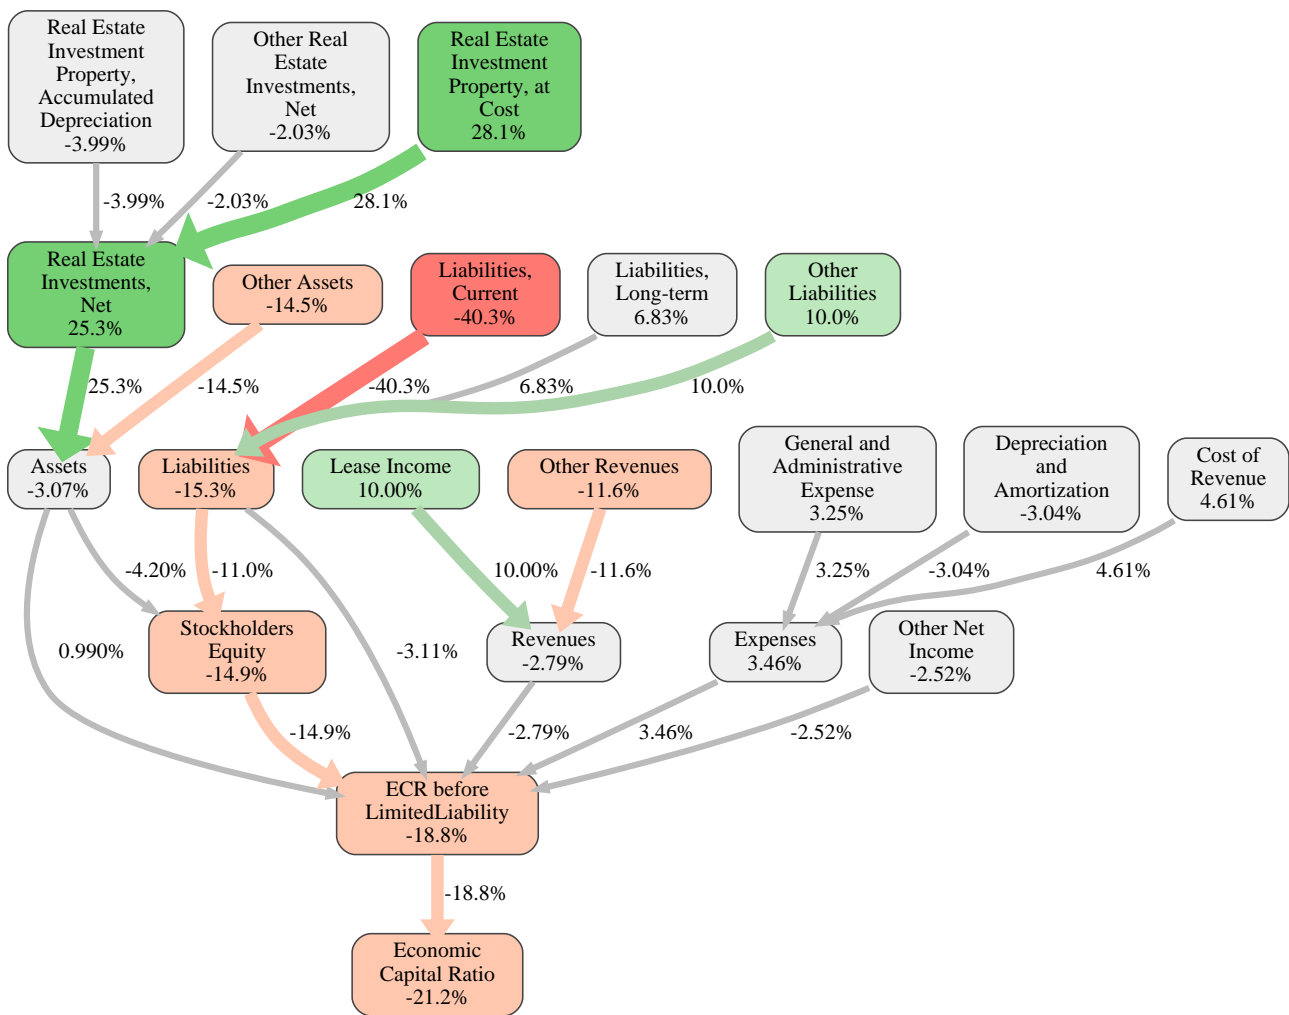 Real Estate
Investment
Property,
Accumulated
Depreciation
-3.99%
Other Real
Estate
Investments,
Net
-2.03%
Real Estate
Investment
Property, at
Cost
28.1%
-3.99%
-2.03%
28.1%
Real Estate
Investments,
Net
25.3%
Other Assets
-14.5%
Liabilities,
Current
-40.3%
Liabilities,
Long-term
6.83%
Other
Liabilities
10.0%
25.3%
-14.5%
-40.3%
6.83%
10.0%
Assets
-3.07%
Liabilities
-15.3%
Lease Income
10.00%
Other Revenues
-11.6%
General and
Administrative
Expense
3.25%
Depreciation
and
Amortization
-3.04%
Cost of
Revenue
4.61%
-4.20%
-11.0%
10.00%
-11.6%
3.25%
-3.04%
4.61%
0.990%
Stockholders
Equity
-14.9%
-3.11%
Revenues
-2.79%
Expenses
3.46%
Other Net
Income
-2.52%
-14.9%
-2.79%
3.46%
-2.52%
ECR before
LimitedLiability
-18.8%
-18.8%
Economic
Capital Ratio
-21.2%